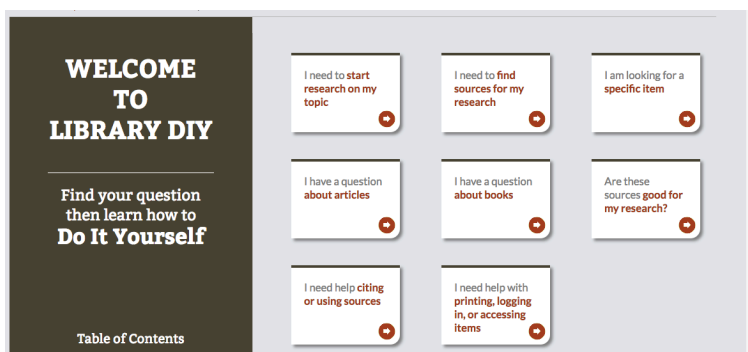 WELCOME
TO
LIBRARY DIY
Find your question
then learn how to
Do It Yourself
Table of Contents
I need to start
research on my
topic
I need to find
sources for my
research
I am looking for a
specific item
I have a question
about articles
I have a question
about books
Are these
sources good for
my research?
I need help citing
or using sources
I need help with
printing, logging
in, or accessing
items